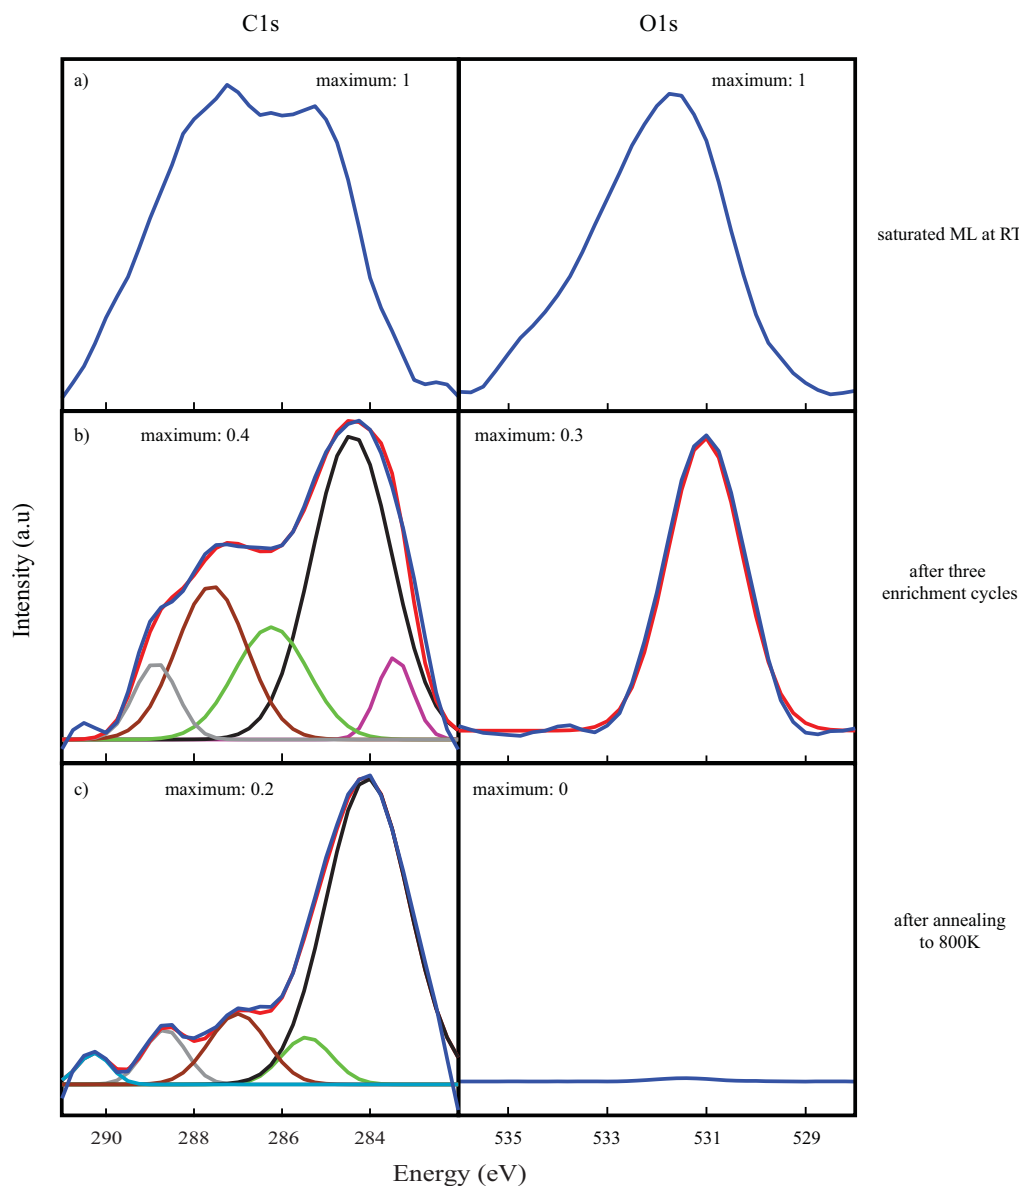 C1s
O1s
a)
maximum: 1
maximum: 1
saturated ML at RT
b)
maximum: 0.4
maximum: 0.3
after three
enrichment cycles
Intensity (a.u)
c)
maximum: 0.2
maximum: 0
after annealing
to 800K
290
288
286
284
535
533
531
529
Energy (eV)